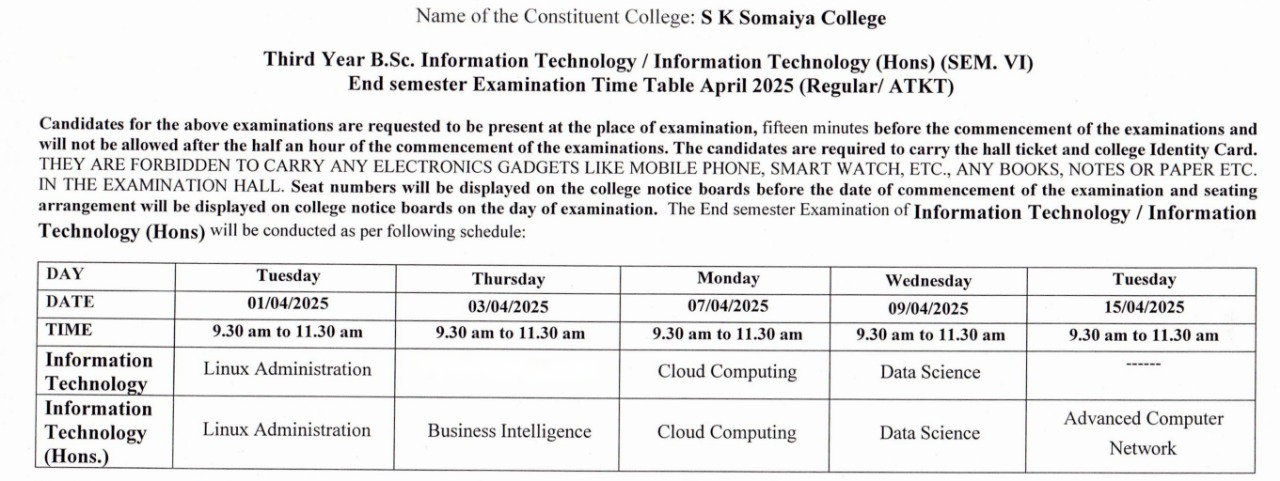 Name of the Constituent College: S K Somaiya College
Third Year B.Sc. Information Technology / Information Technology (Hons) (SEM. VI)
End semester Examination Time Table April 2025 (Regular/ ATKT)
Candidates for the above examinations are requested to be present at the place of examination, fifteen minutes before the commencement of the examinations and
will not be allowed after the half an hour of the commencement of the examinations. The candidates are required to carry the hall ticket and college Identity Card.
THEY ARE FORBIDDEN TO CARRY ANY ELECTRONICS GADGETS LIKE MOBILE PHONE, SMART WATCH, ETC., ANY BOOKS, NOTES OR PAPER ETC.
IN THE EXAMINATION HALL. Seat numbers will be displayed on the college notice boards before the date of commencement of the examination and seating
arrangement will be displayed on college notice boards on the day of examination. The End semester Examination of Information Technology / Information
Technology (Hons) will be conducted as per following schedule:
DAY Tuesday Thursday Monday Wednesday Tuesday
DATE 01/04/2025 03/04/2025 07/04/2025 09/04/2025 15/04/2025
TIME 9.30 am to 11.30 am 9.30 am to 11.30 am 9.30 am to 11.30 am 9.30 am to 11.30 am 9.30 am to 11.30 am
Information
Technology Linux Administration Cloud Computing Data Science ------
Information
Technology
(Hons.) Linux Administration Business Intelligence Cloud Computing Data Science Advanced Computer
Network